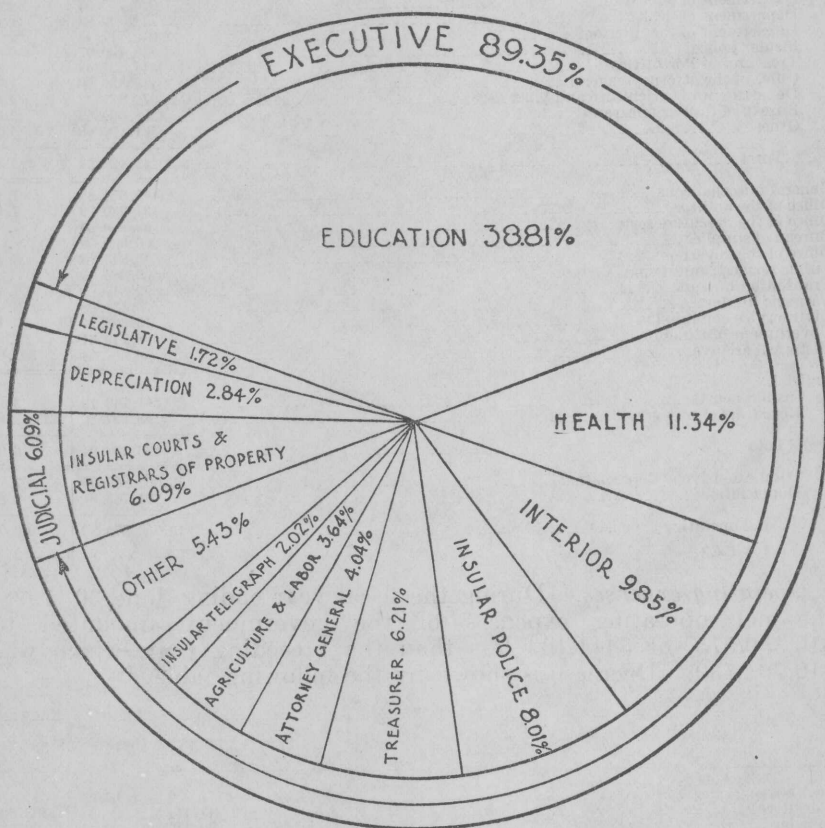 EXECUTIVE 89.35%
EDUCATION 38.81%
HEALTH 11.34%
INTERIOR 9.85%
INSULAR POLICE 8.01%
TREASURER 6.21%
ATTORNEY GENERAL 4.04%
AGRICULTURE & LABOR 3.64%
INSULAR TELEGRAPH 2.02%
OTHER 5.43%
JUDICIAL 6.09%
INSULAR COURTS &
REGISTRARS OF PROPERTY
6.09%
DEPRECIATION 2.84%
LEGISLATIVE 1.72%